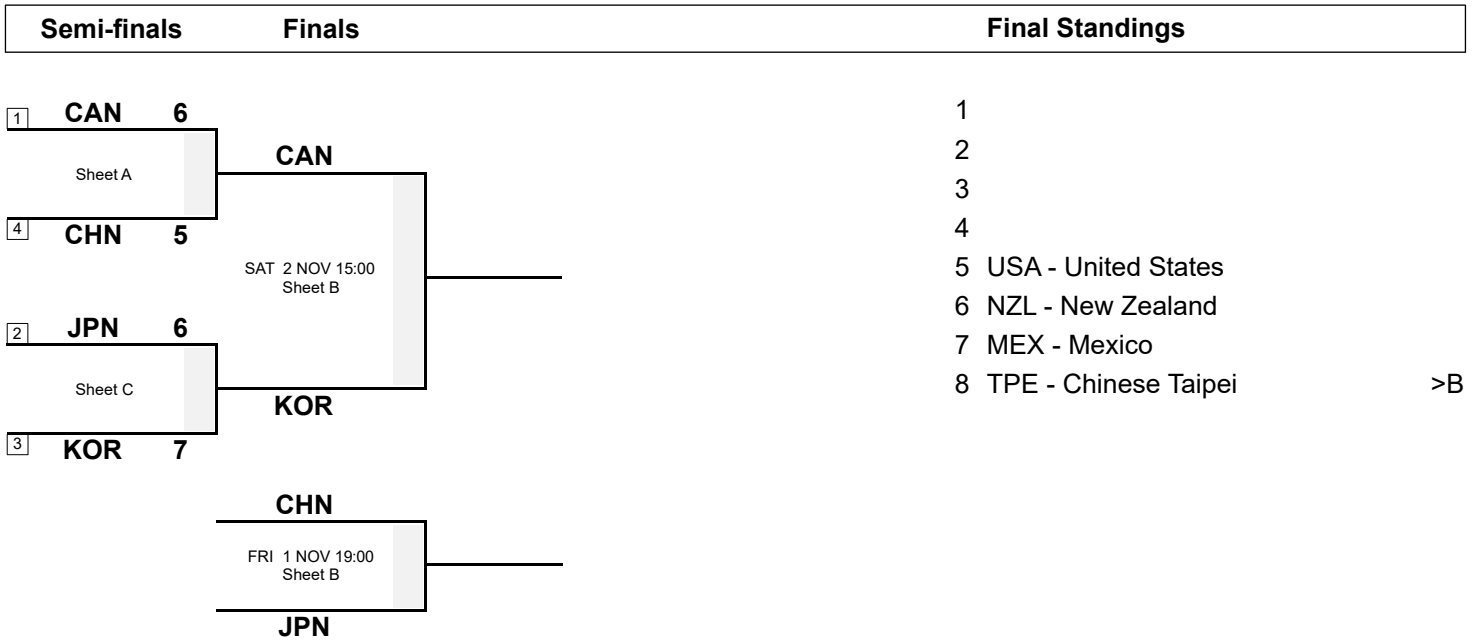 Semi-finals Finals Final Standings
1 CAN 6
Sheet A
4 CHN 5
2 JPN 6
Sheet C
3 KOR 7
CAN
SAT 2 NOV 15:00
Sheet B
KOR
CHN
FRI 1 NOV 19:00
Sheet B
JPN
1
2
3
4
5 USA - United States
6 NZL - New Zealand
7 MEX - Mexico
8 TPE - Chinese Taipei >B